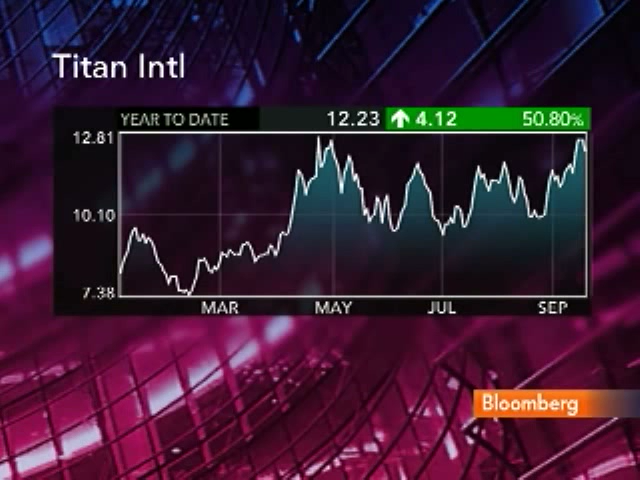 Titan Intl
YEAR TO DATE 12.23 4.12 50.80%
12.81
10.10
7.38
MAR MAY JUL SEP
Bloomberg